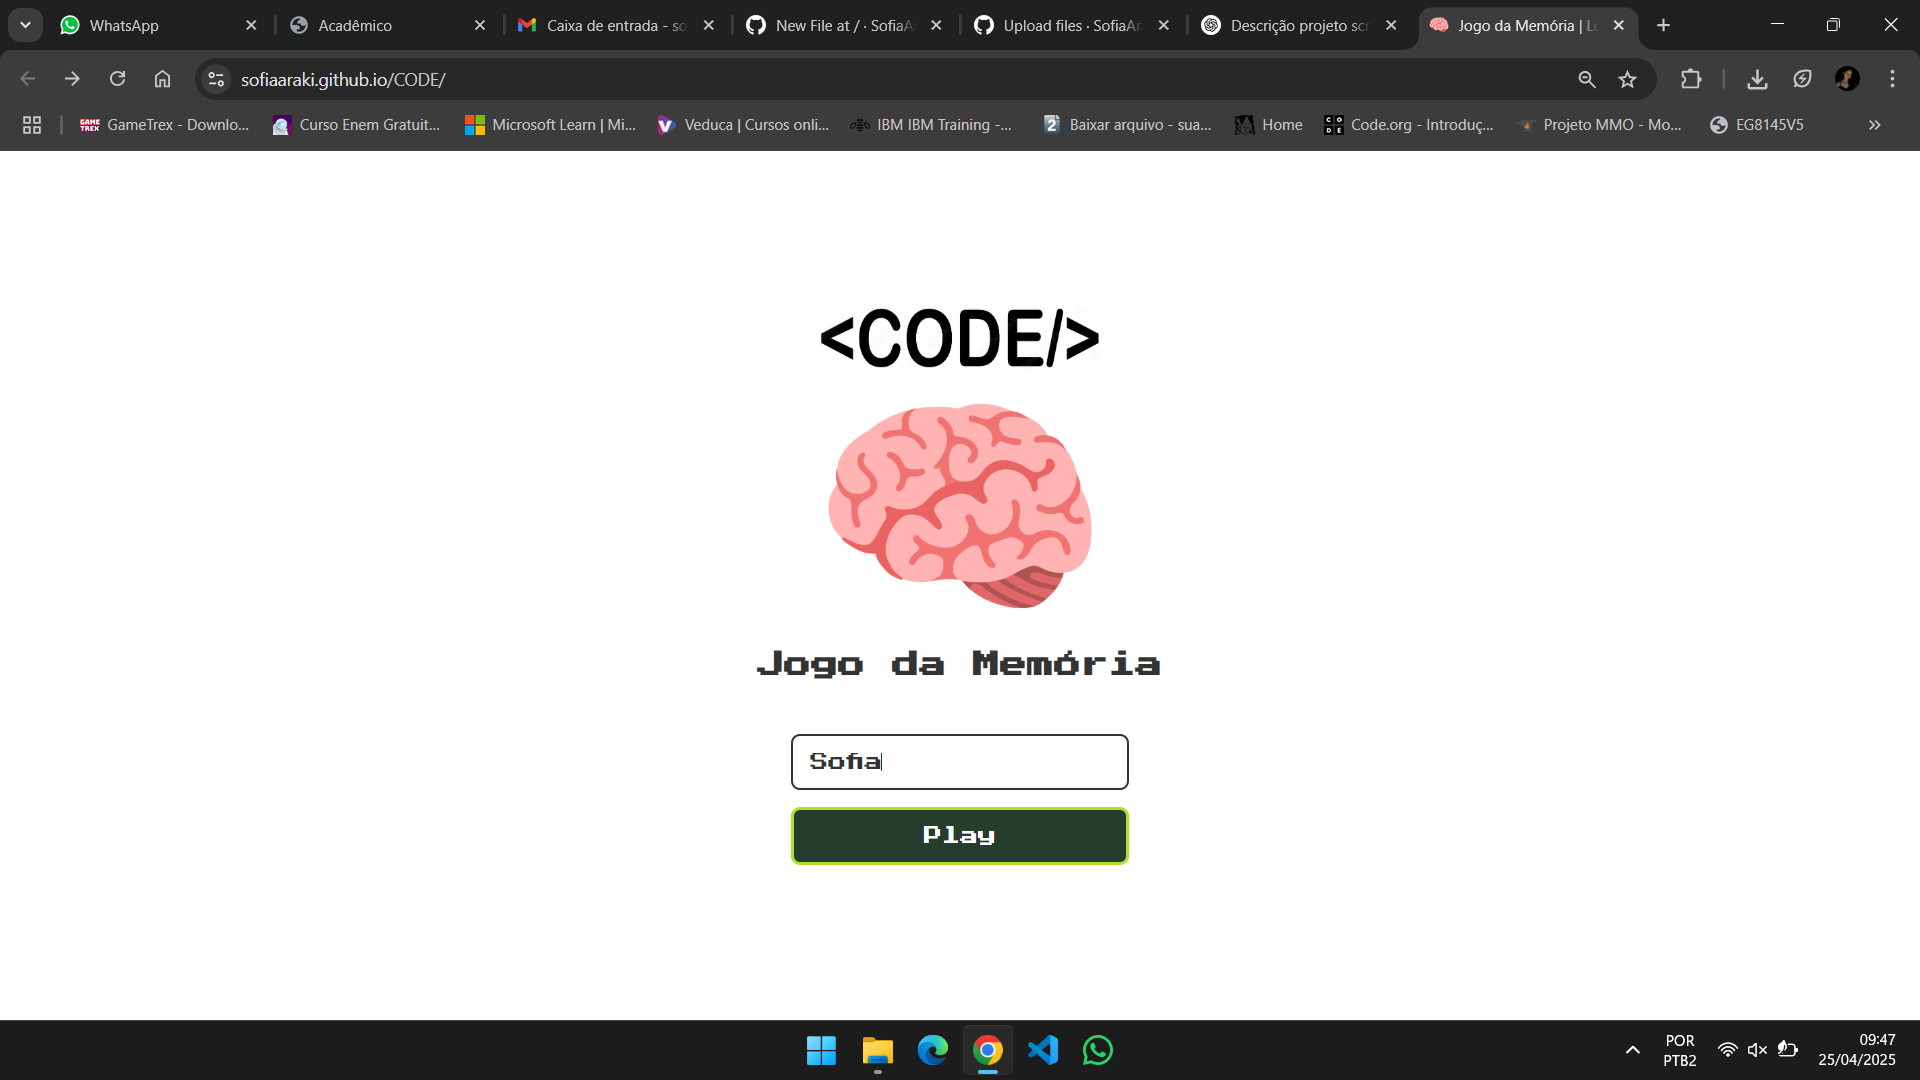 WhatsApp
Acadêmico
Caixa de entrada - so
New File at / · SofiaA
Upload files · SofiaAr
Descrição projeto scr
Jogo da Memória | L
sofiaaraki.github.io/CODE/
GameTrex - Downlo...
Curso Enem Gratuit...
Microsoft Learn | Mi...
Veduca | Cursos onli...
IBM IBM Training -...
Baixar arquivo - sua...
Home
Code.org - Introduç...
Projeto MMO - Mo...
EG8145V5
<CODE/>
Jogo da Memória
Sofia
Play
POR
PTB2
09:47
25/04/2025